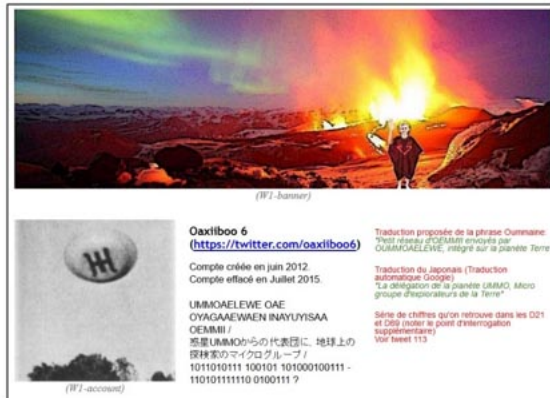 (W1-banner)
Oaxiiboo 6
(https://twitter.com/oaxiiboo6)
Compte créée en juin 2012.
Compte effacé en Juillet 2015.
UMMOAELEWE OAE
OYAGAAEWAEN INAYUYISAA
OEMMII /
惑星UMMOからの代表団に、地球上の
探検家のマイクログループ /
1011010111 100101 101000100111 -
110101111110 0100111 ?
(W1-account)
Traduction proposée de la phrase Oummaine:
"Petit réseau d'OEMMII envoyés par
OUMMOAELEWE, intégré sur la planète Terre"
Traduction du Japonais (Traduction
automatique Google)
"La délégation de la planète UMMO, Micro
groupe d'explorateurs de la Terre"
Série de chiffres qu'on retrouve dans les D21
et D69 (noter le point d'interrogation
supplémentaire)
Voir tweet 113